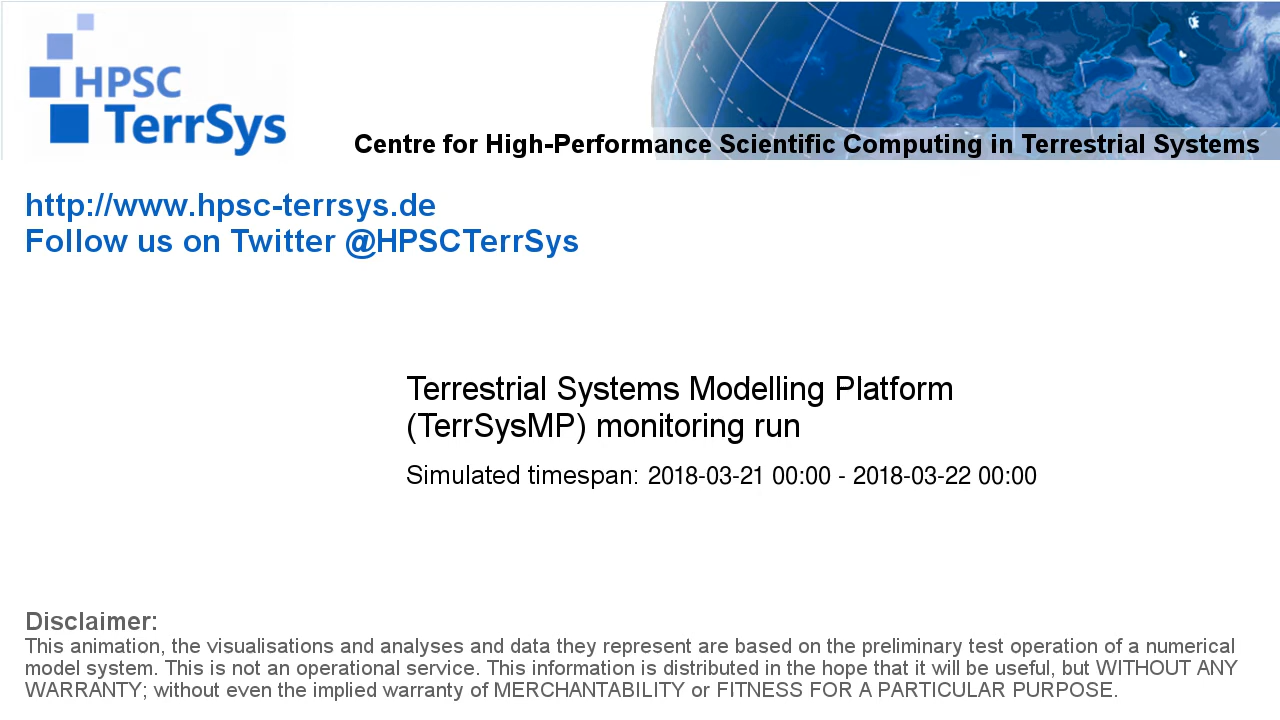 HPSC
TerrSys
Centre for High-Performance Scientific Computing in Terrestrial Systems
http://www.hpsc-terrsys.de
Follow us on Twitter @HPSCTerrSys
Terrestrial Systems Modelling Platform
(TerrSysMP) monitoring run
Simulated timespan: 2018-03-21 00:00 - 2018-03-22 00:00
Disclaimer:
This animation, the visualisations and analyses and data they represent are based on the preliminary test operation of a numerical
model system. This is not an operational service. This information is distributed in the hope that it will be useful, but WITHOUT ANY
WARRANTY; without even the implied warranty of MERCHANTABILITY or FITNESS FOR A PARTICULAR PURPOSE.